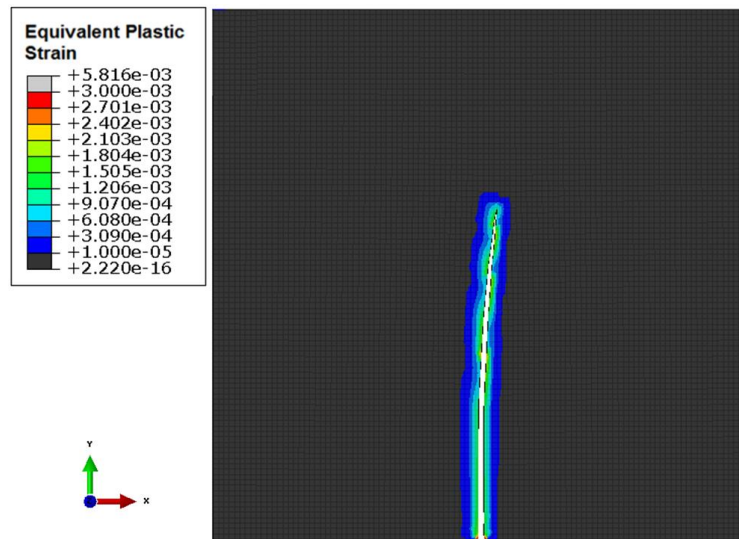 Equivalent Plastic
Strain
+5.816e-03
+3.000e-03
+2.701e-03
+2.402e-03
+2.103e-03
+1.804e-03
+1.505e-03
+1.206e-03
+9.070e-04
+6.080e-04
+3.090e-04
+1.000e-05
+2.220e-16
Y
X